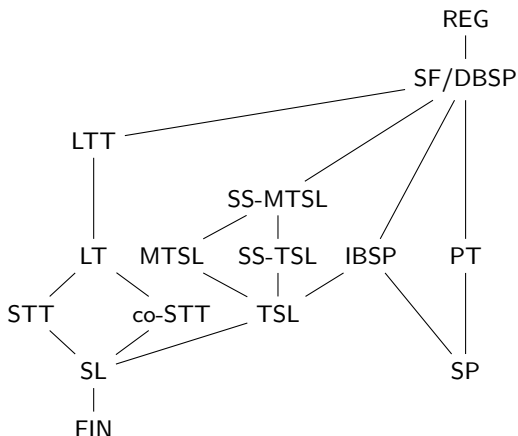 REG
SF/DBSP
LTT
SS-MTSL
LT MTSL SS-TSL IBSP PT
STT co-STT TSL
SL SP
FIN